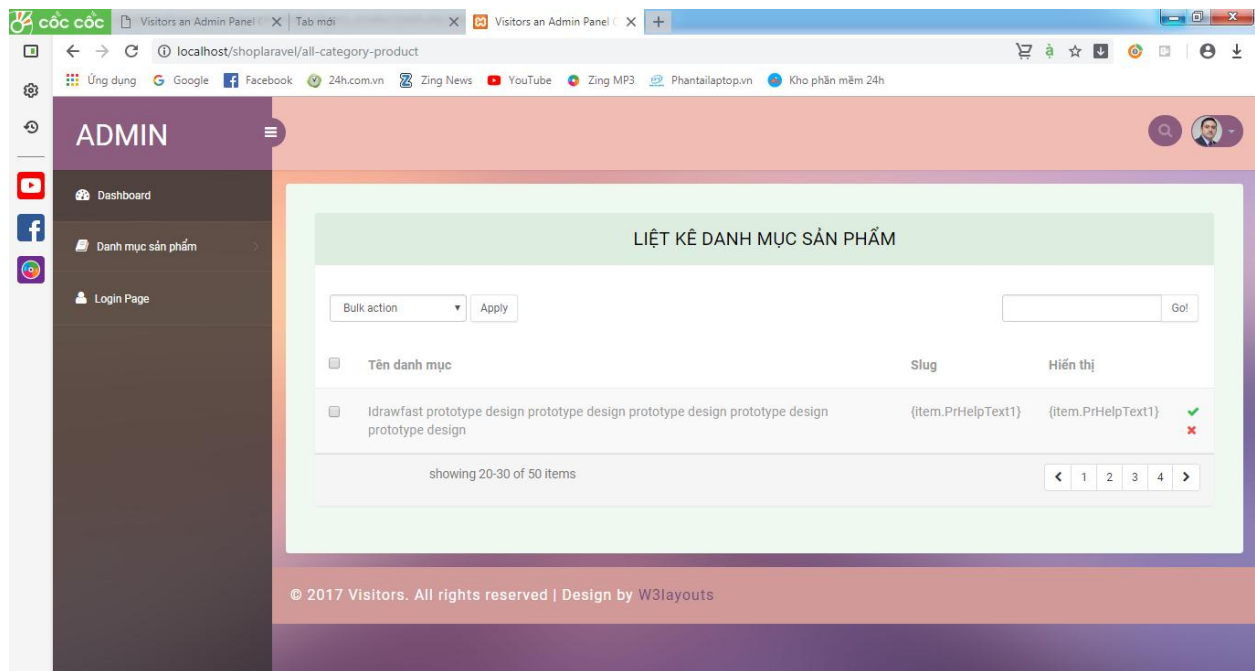 cốc cốc Visitors an Admin Panel Tab mới Visitors an Admin Panel
localhost/shoplaravel/all-category-product
Ứng dụng Google Facebook 24h.com.vn Zing News YouTube Zing MP3 Phantailaptop.vn Kho phần mềm 24h
ADMIN
Dashboard
Danh mục sản phẩm
Login Page
LIỆT KÊ DANH MỤC SẢN PHẨM
Bulk action Apply Go!
Tên danh mục Slug Hiển thị
Idrawfast prototype design prototype design prototype design prototype design {item.PrHelpText1} {item.PrHelpText1}
prototype design
showing 20-30 of 50 items 1 2 3 4
© 2017 Visitors. All rights reserved | Design by W3layouts